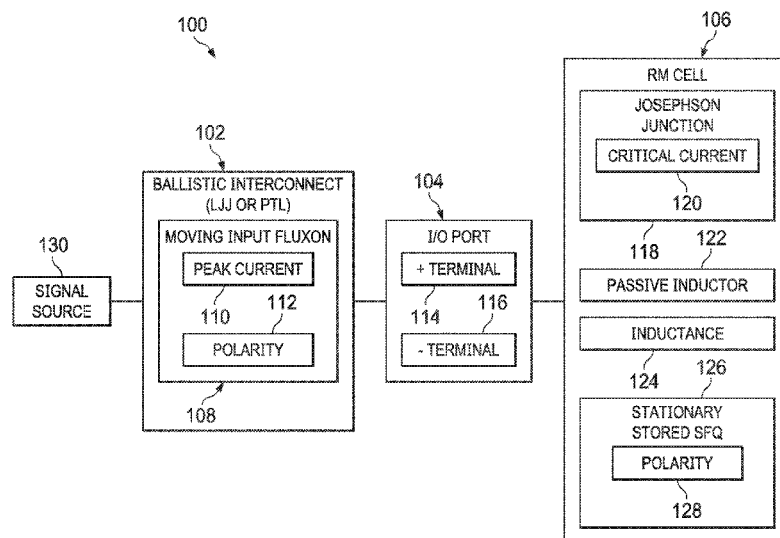 100
106
RM CELL
JOSEPHSON
JUNCTION
CRITICAL CURRENT
120
118
122
PASSIVE INDUCTOR
INDUCTANCE
124
126
STATIONARY
STORED SFQ
POLARITY
128
102
BALLISTIC INTERCONNECT
(LJJ OR PTL)
MOVING INPUT FLUXON
PEAK CURRENT
110
112
POLARITY
108
104
I/O PORT
+ TERMINAL
114
116
- TERMINAL
130
SIGNAL
SOURCE